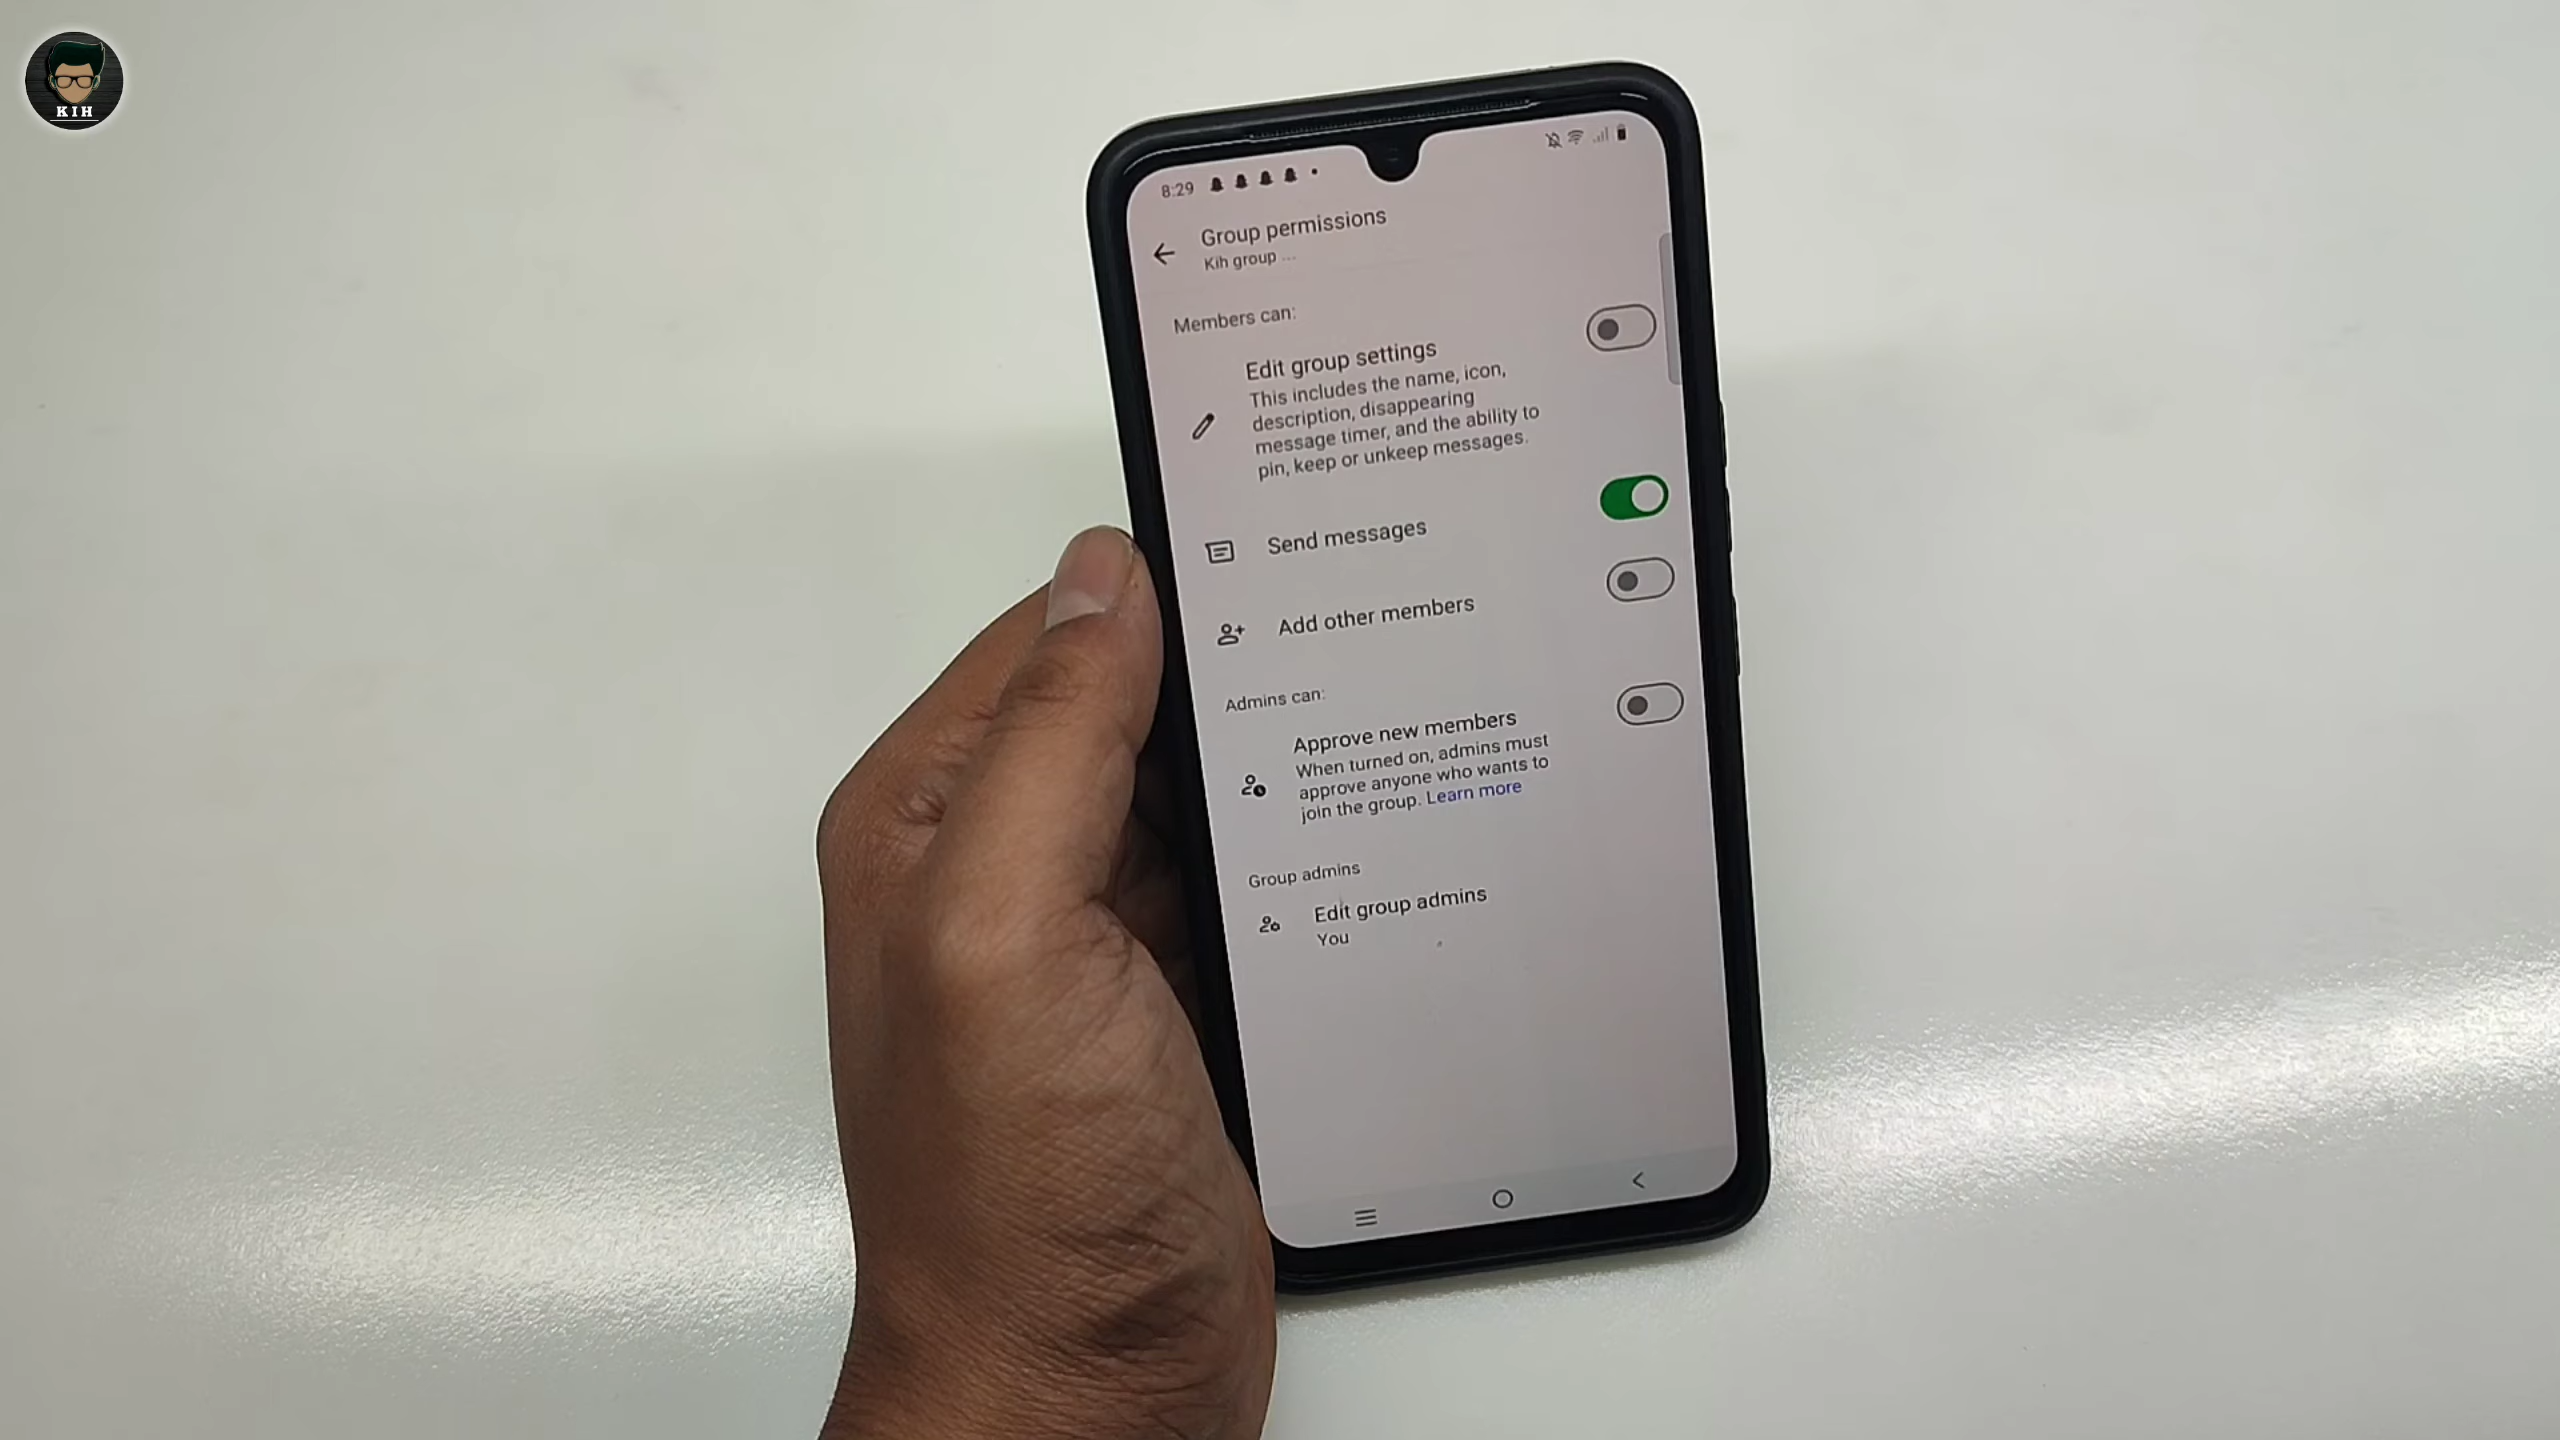 KIH
8:29
Group permissions
Kih group ...
Members can:
Edit group settings
This includes the name, icon,
description, disappearing
message timer, and the ability to
pin, keep or unkeep messages.
Send messages
Add other members
Admins can:
Approve new members
When turned on, admins must
approve anyone who wants to
join the group. Learn more
Group admins
Edit group admins
You